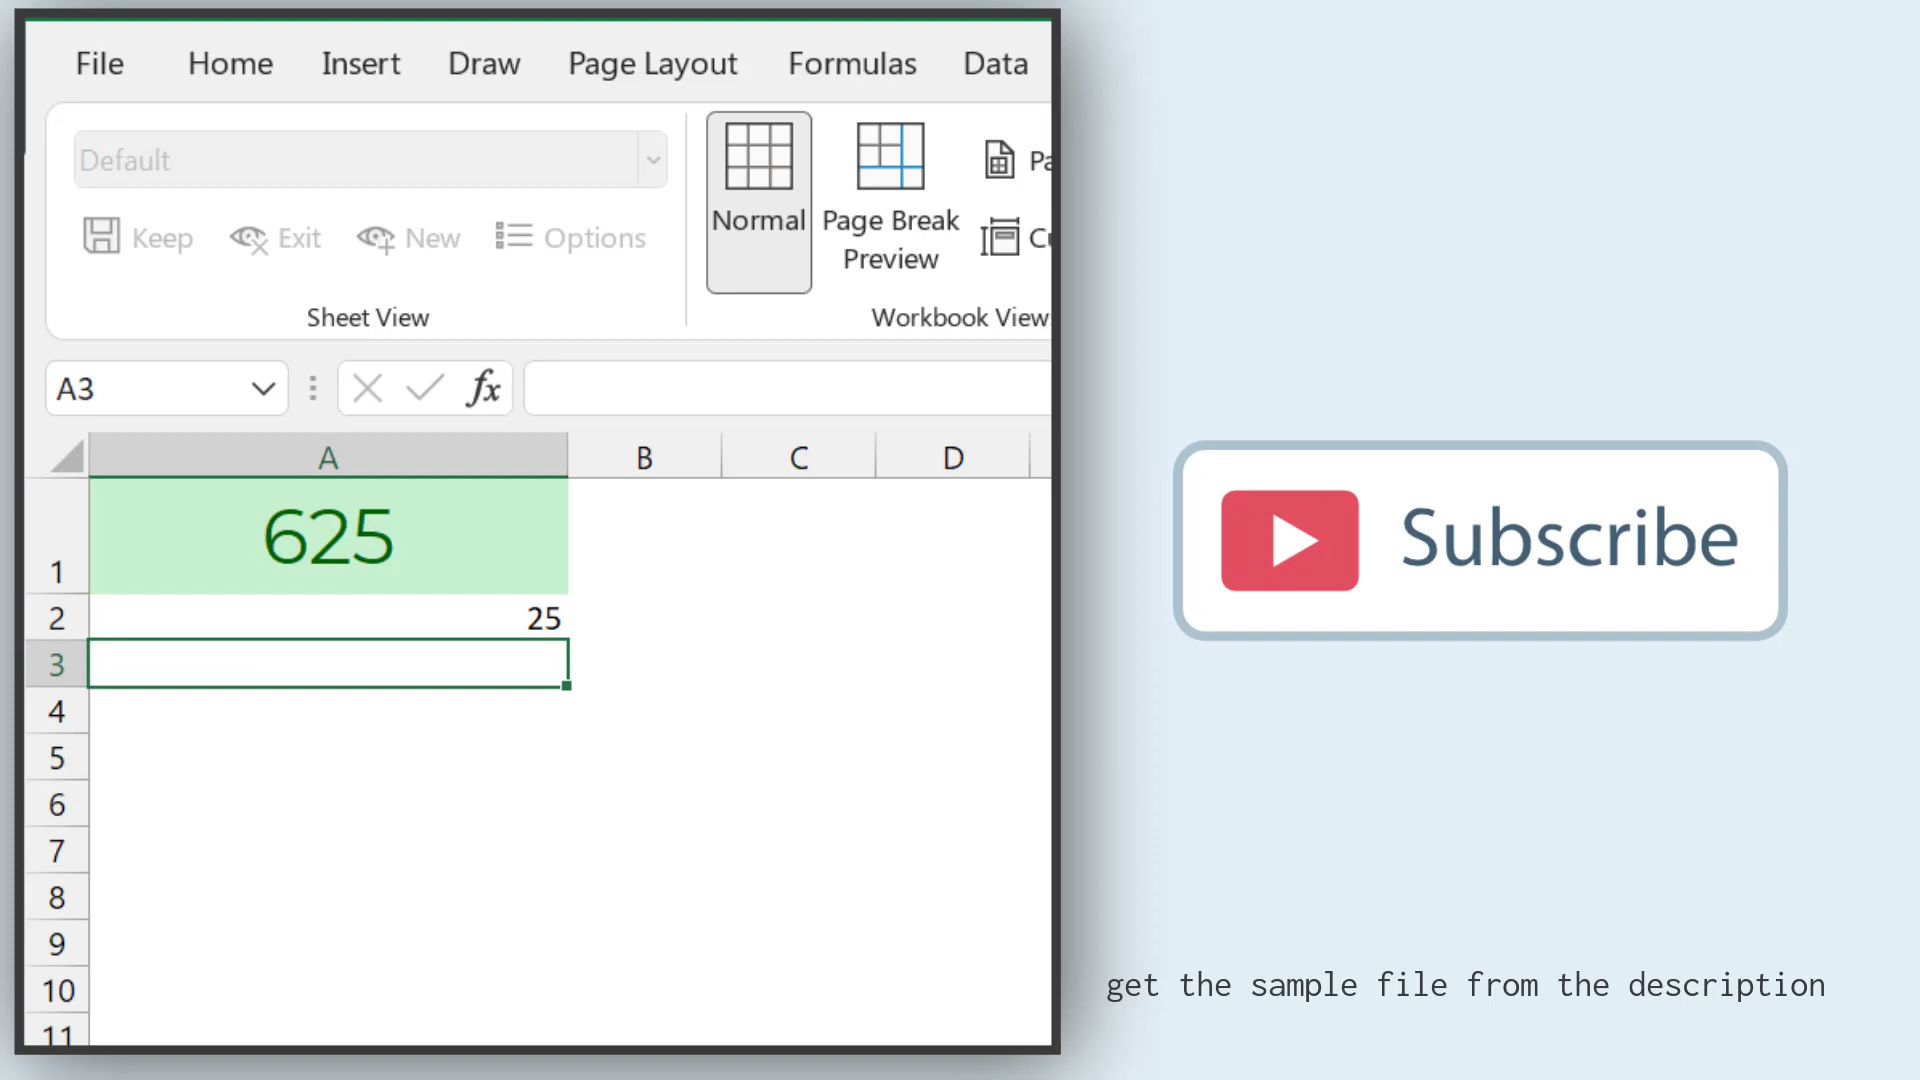 File Home Insert Draw Page Layout Formulas Data
Default
Keep Exit New Options
Sheet View
Normal
Page Break
Preview
Workbook View
A3
fx
A B C D
1 625
2 25
3
4
5
6
7
8
9
10
11
Subscribe
get the sample file from the description